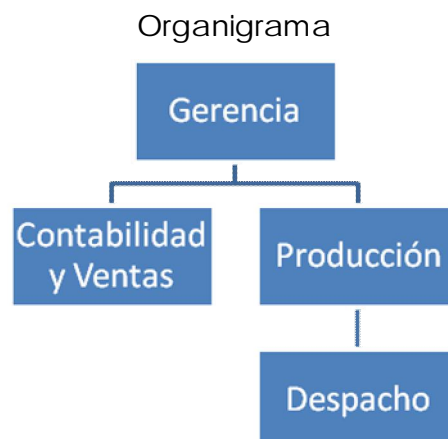 Organigrama
Gerencia
Contabilidad
y Ventas
Producción
Despacho